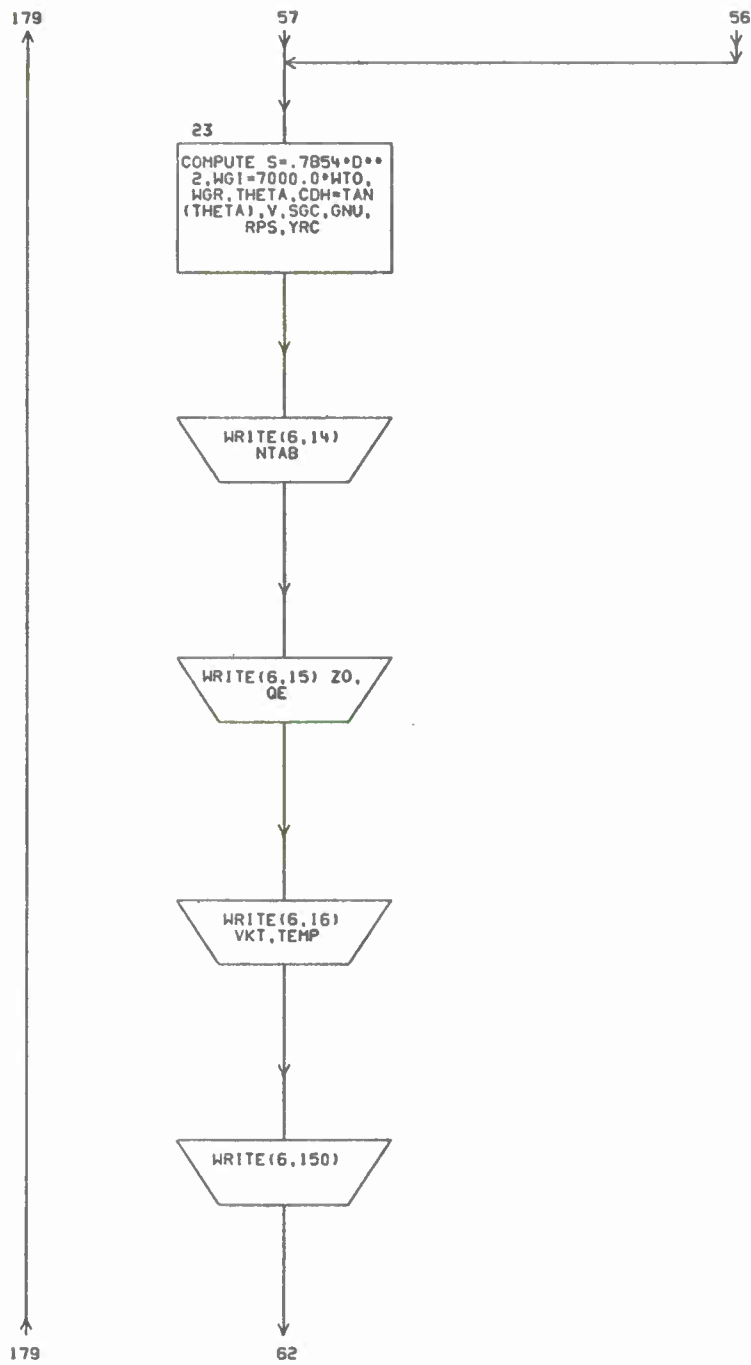 179
57
56
23
COMPUTE S=.7854*D**
2,WGI=7000.0*WTO,
WGR,THETA,CDH=TAN
(THETA),V,SGC,GNU,
RPS,YRC
WRITE(6,14)
NTAB
WRITE(6,15) ZO,
QE
WRITE(6,16)
VKT,TEMP
WRITE(6,150)
179
62